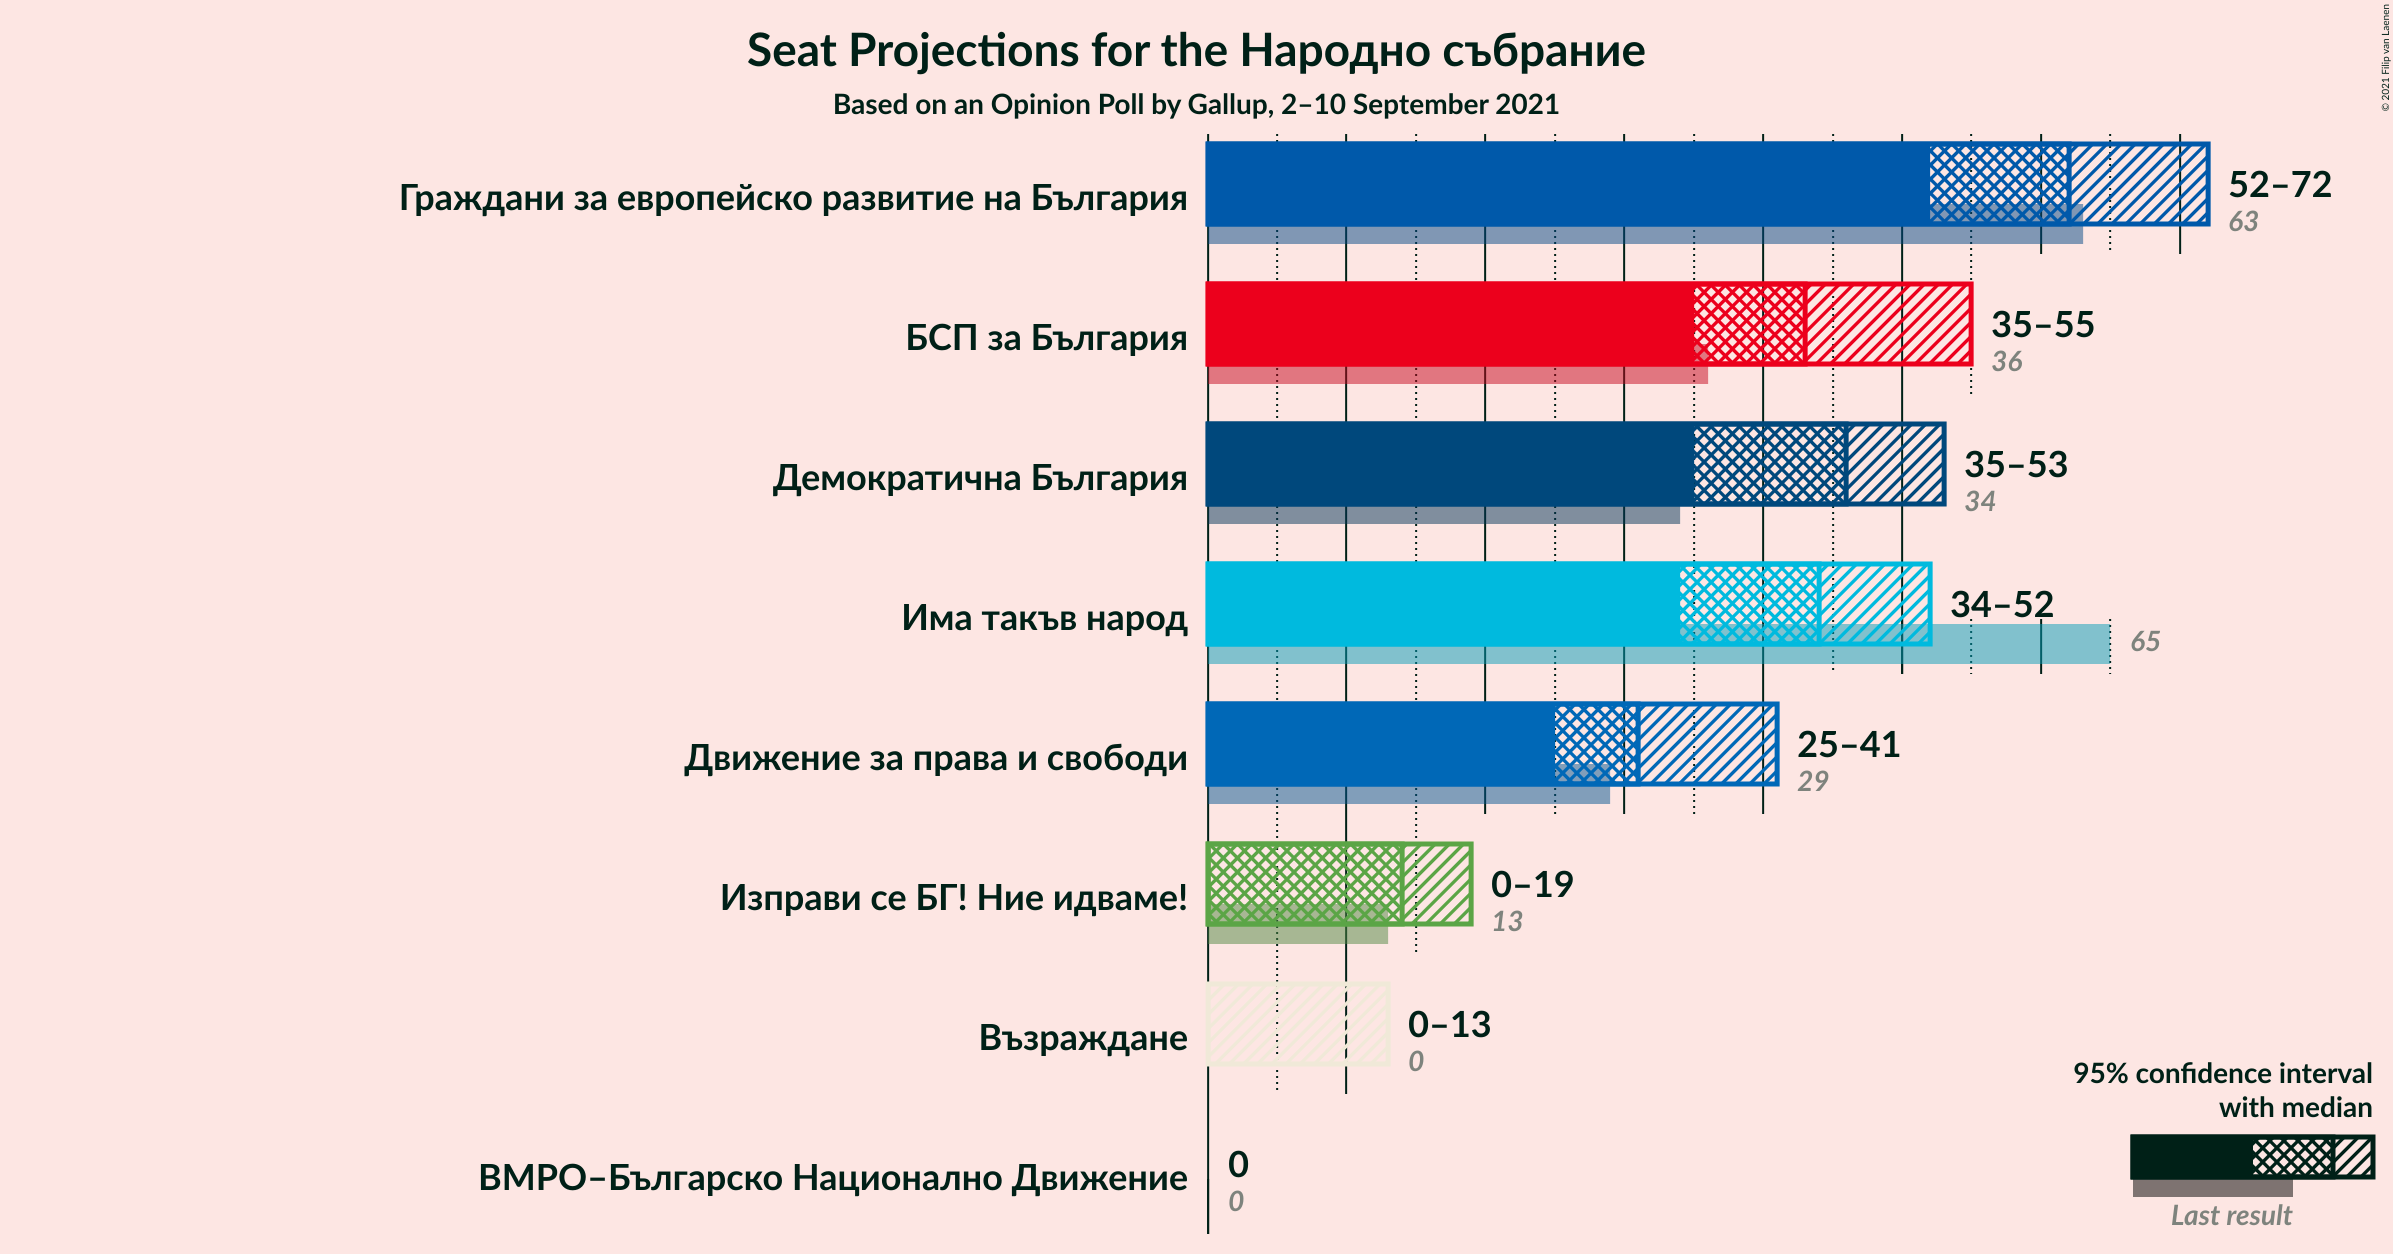 Seat Projections for the Народно събрание
Based on an Opinion Poll by Gallup, 2–10 September 2021
© 2021 Filip van Laenen
Граждани за европейско развитие на България
52–72
63
БСП за България
35–55
36
Демократична България
35–53
34
Има такъв народ
34–52
65
Движение за права и свободи
25–41
29
Изправи се БГ! Ние идваме!
0–19
13
Възраждане
0–13
0
ВМРО–Българско Национално Движение
0
0
95% confidence interval
with median
Last result